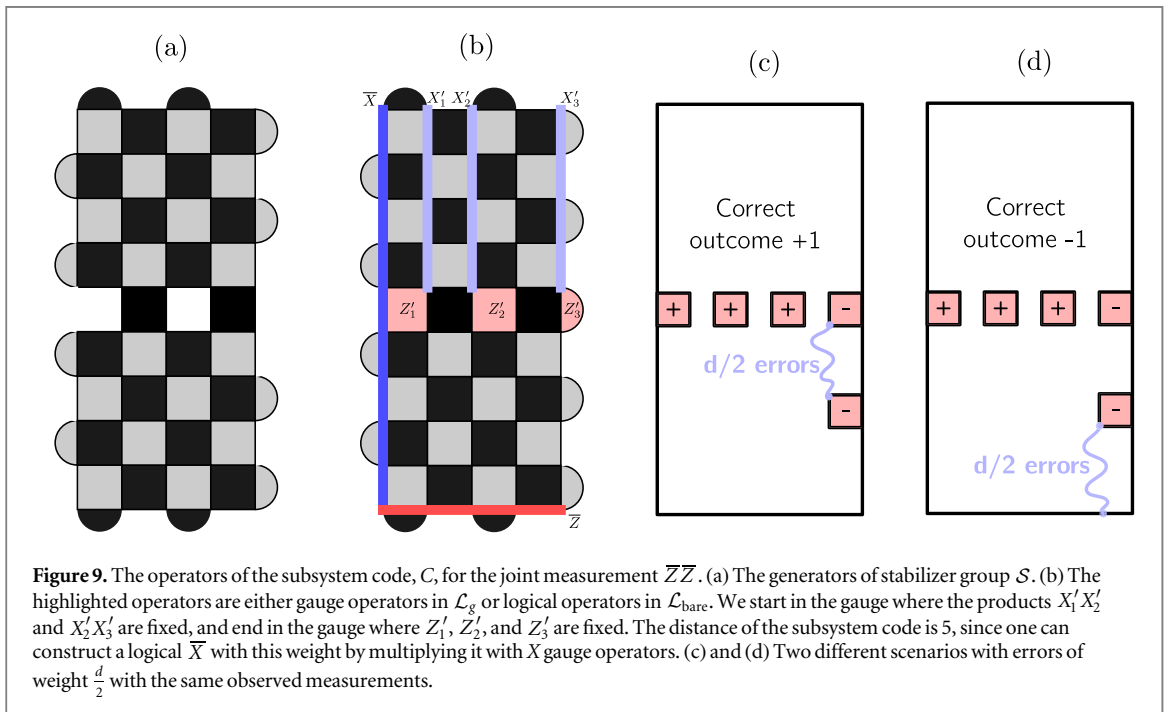 (a)
(b)
(c)
(d)
X̅
X′₁
X′₂
X′₃
Z′₁
Z′₂
Z′₃
Z̅
Correct
outcome +1
+ + + -
d/2 errors
-
Correct
outcome -1
+ + + -
-
d/2 errors
Figure 9. The operators of the subsystem code, C, for the joint measurement Z̅Z̅. (a) The generators of stabilizer group 𝒮. (b) The
highlighted operators are either gauge operators in ℒg or logical operators in ℒbare. We start in the gauge where the products X′₁X′₂
and X′₂X′₃ are fixed, and end in the gauge where Z′₁, Z′₂, and Z′₃ are fixed. The distance of the subsystem code is 5, since one can
construct a logical X̅ with this weight by multiplying it with X gauge operators. (c) and (d) Two different scenarios with errors of
weight d/2 with the same observed measurements.